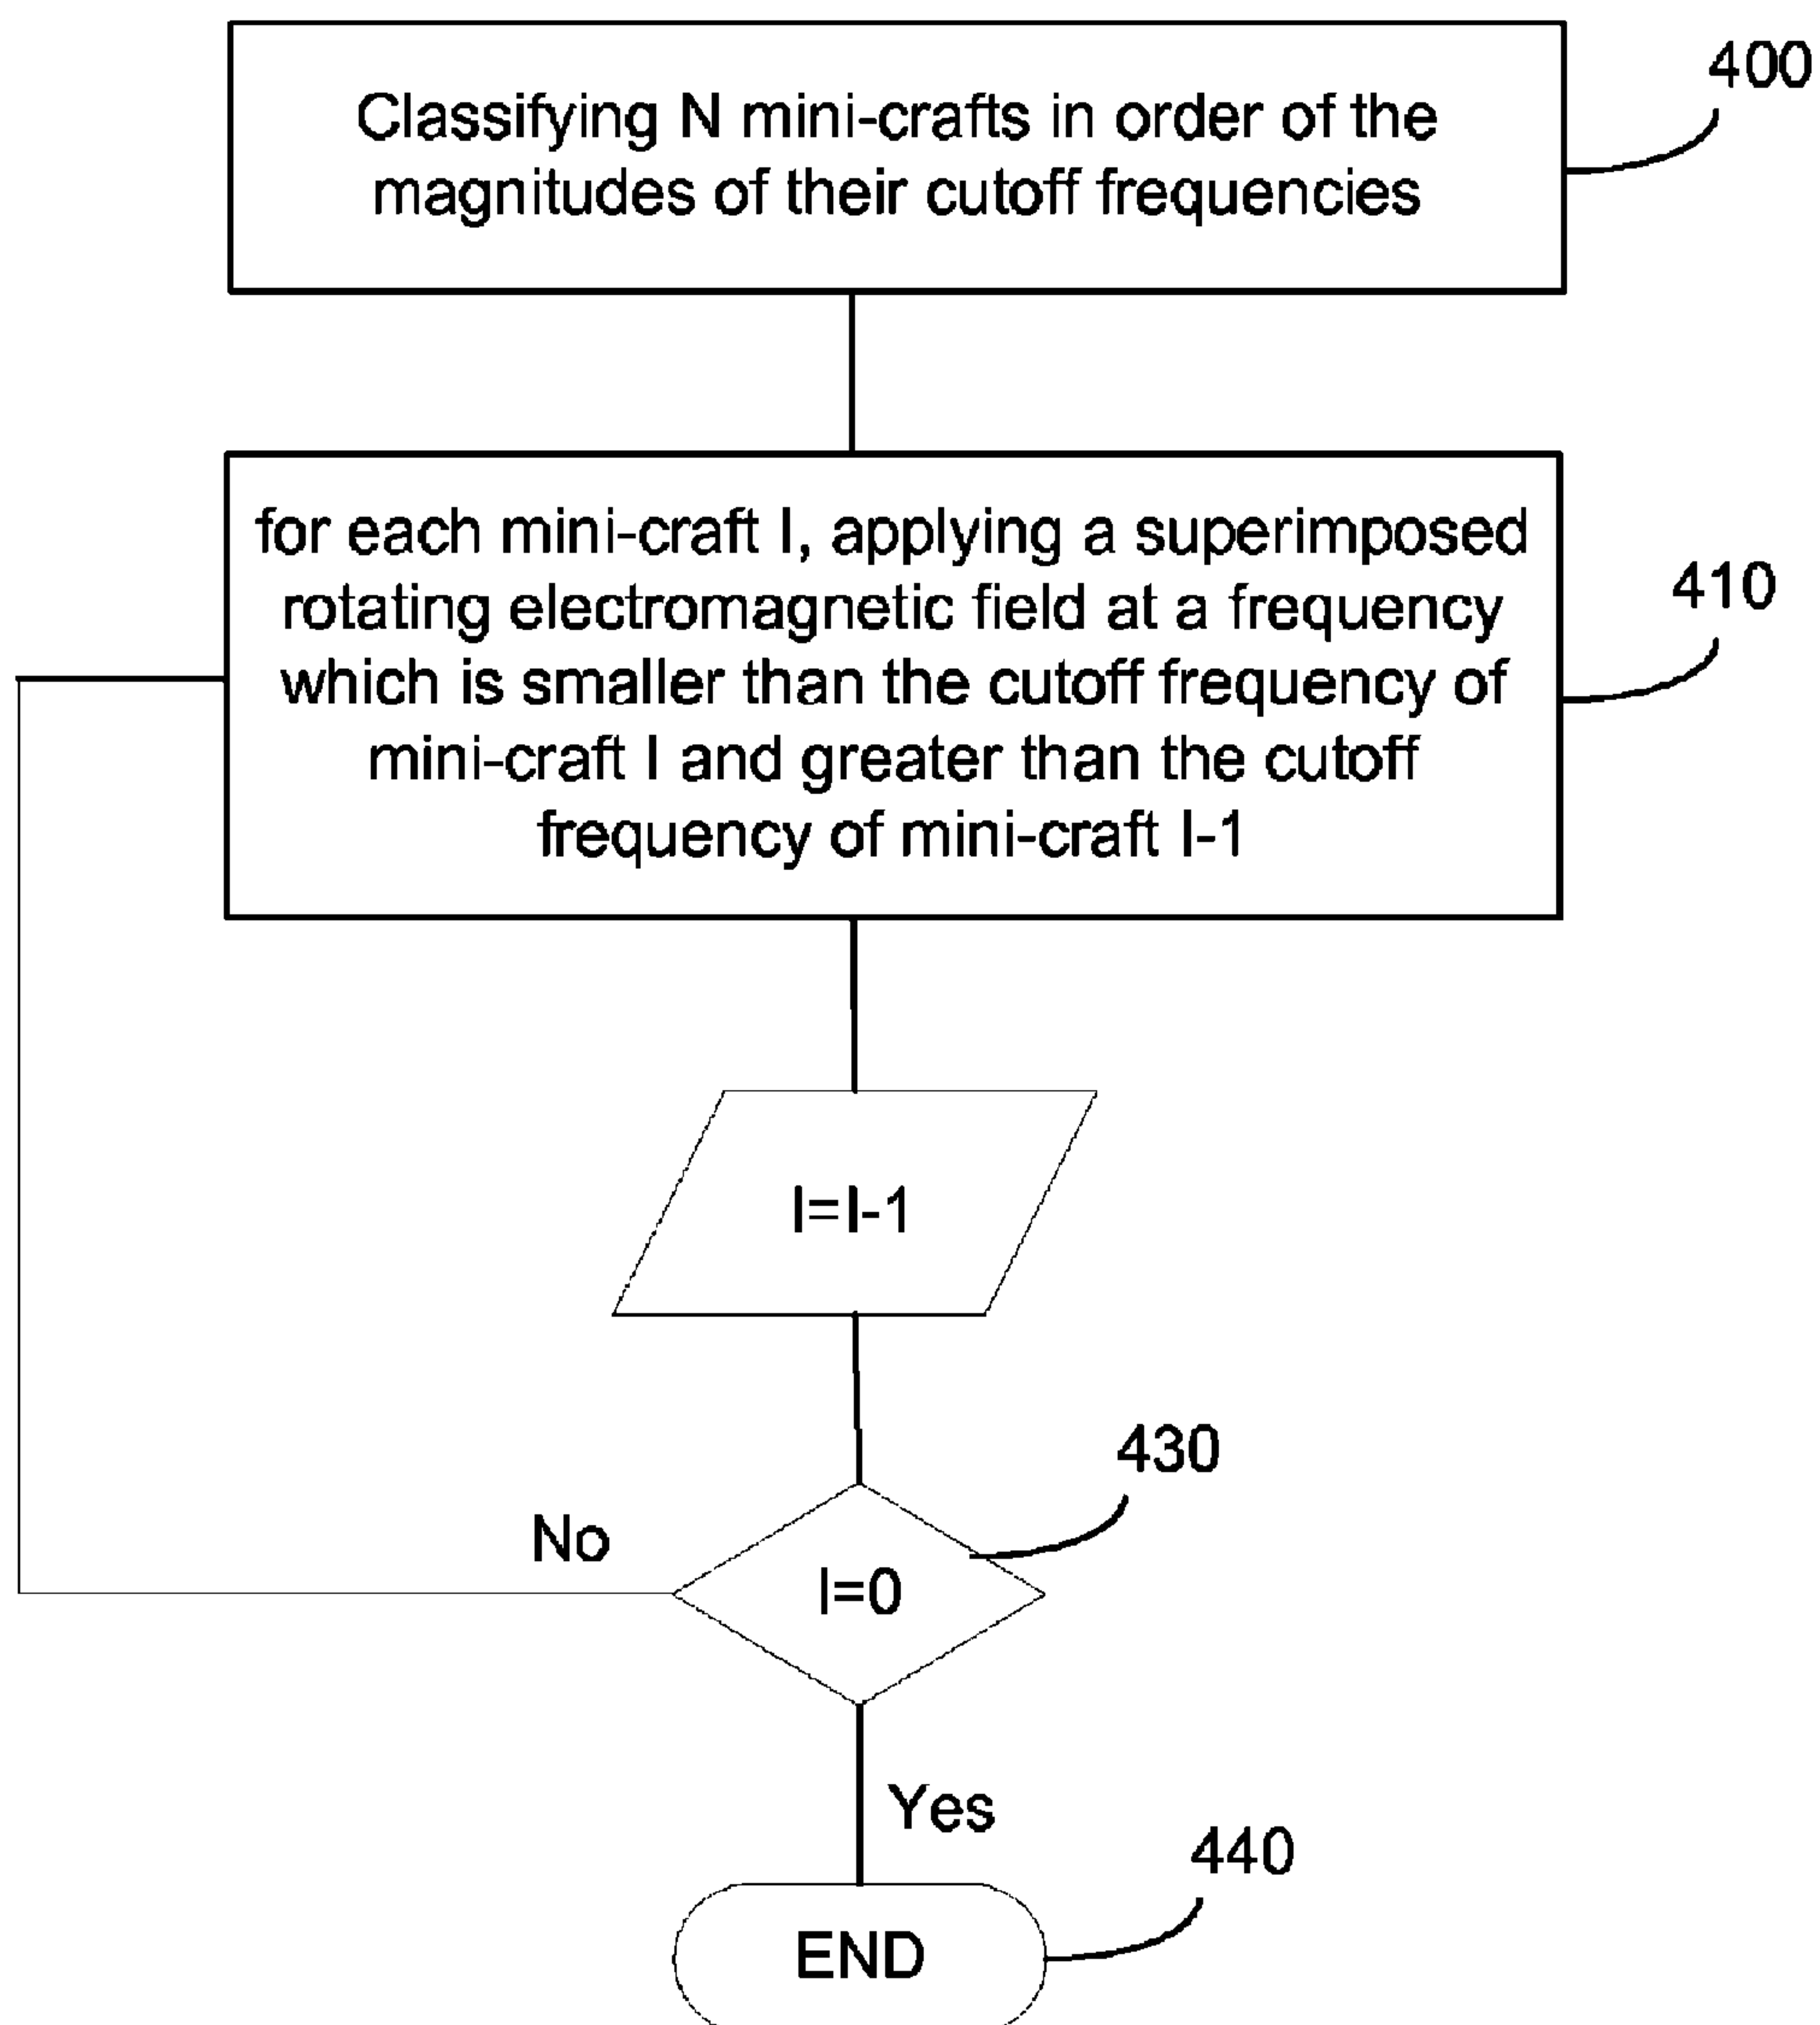 400
Classifying N mini-crafts in order of the
magnitudes of their cutoff frequencies
for each mini-craft I, applying a superimposed
rotating electromagnetic field at a frequency
which is smaller than the cutoff frequency of
mini-craft I and greater than the cutoff
frequency of mini-craft I-1
410
I=I-1
430
No
I=0
Yes
440
END